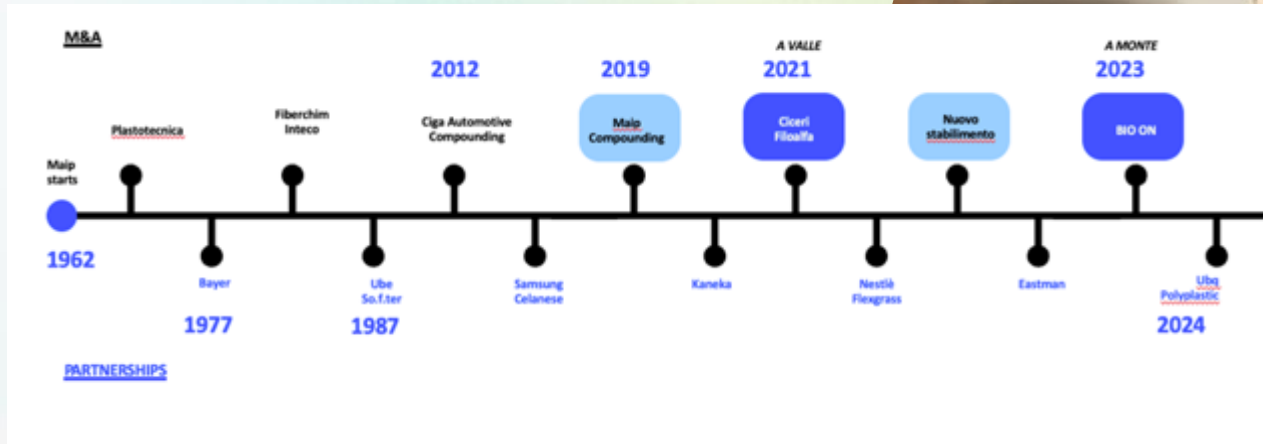 M&A
A VALLE
A MONTE
2012
2019
2021
2023
Plastotecnica
Fiberchim
Inteco
Ciga Automotive
Compounding
Maip
Compounding
Ciceri
Filoalfa
Nuovo
stabilimento
BIO ON
Maip
starts
1962
Bayer
1977
Ube
So.f.ter
1987
Samsung
Celanese
Kaneka
Nestlè
Flexgrass
Eastman
Ubq
Polyplastic
2024
PARTNERSHIPS